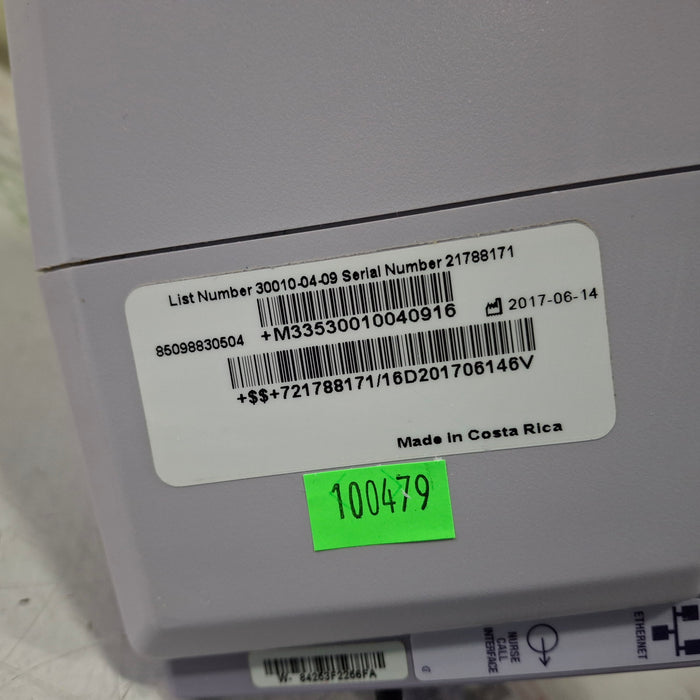 List Number 30010-04-09 Serial Number 21788171
+M33530010040916
2017-06-14
85098830504
+$$+721788171/16D201706146V
Made In Costa Rica
100479
NURSE
CALL
INTERFACE
ETHERNET
G